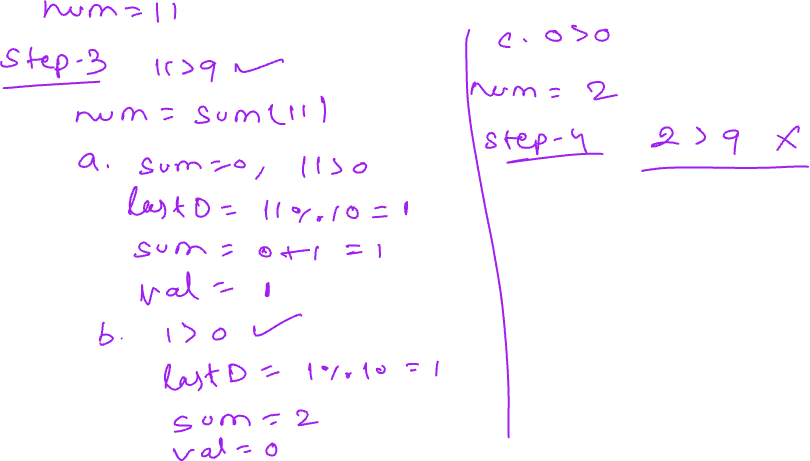 num = 11
Step-3 11>9 ✓
num = sum(11)
a. sum=0, 11>0
lastD = 11%10 = 1
sum = 0+1 = 1
val = 1
b. 1>0 ✓
lastD = 1%10 = 1
sum = 2
val = 0
c. 0>0
num = 2
Step-4 2>9 ✗